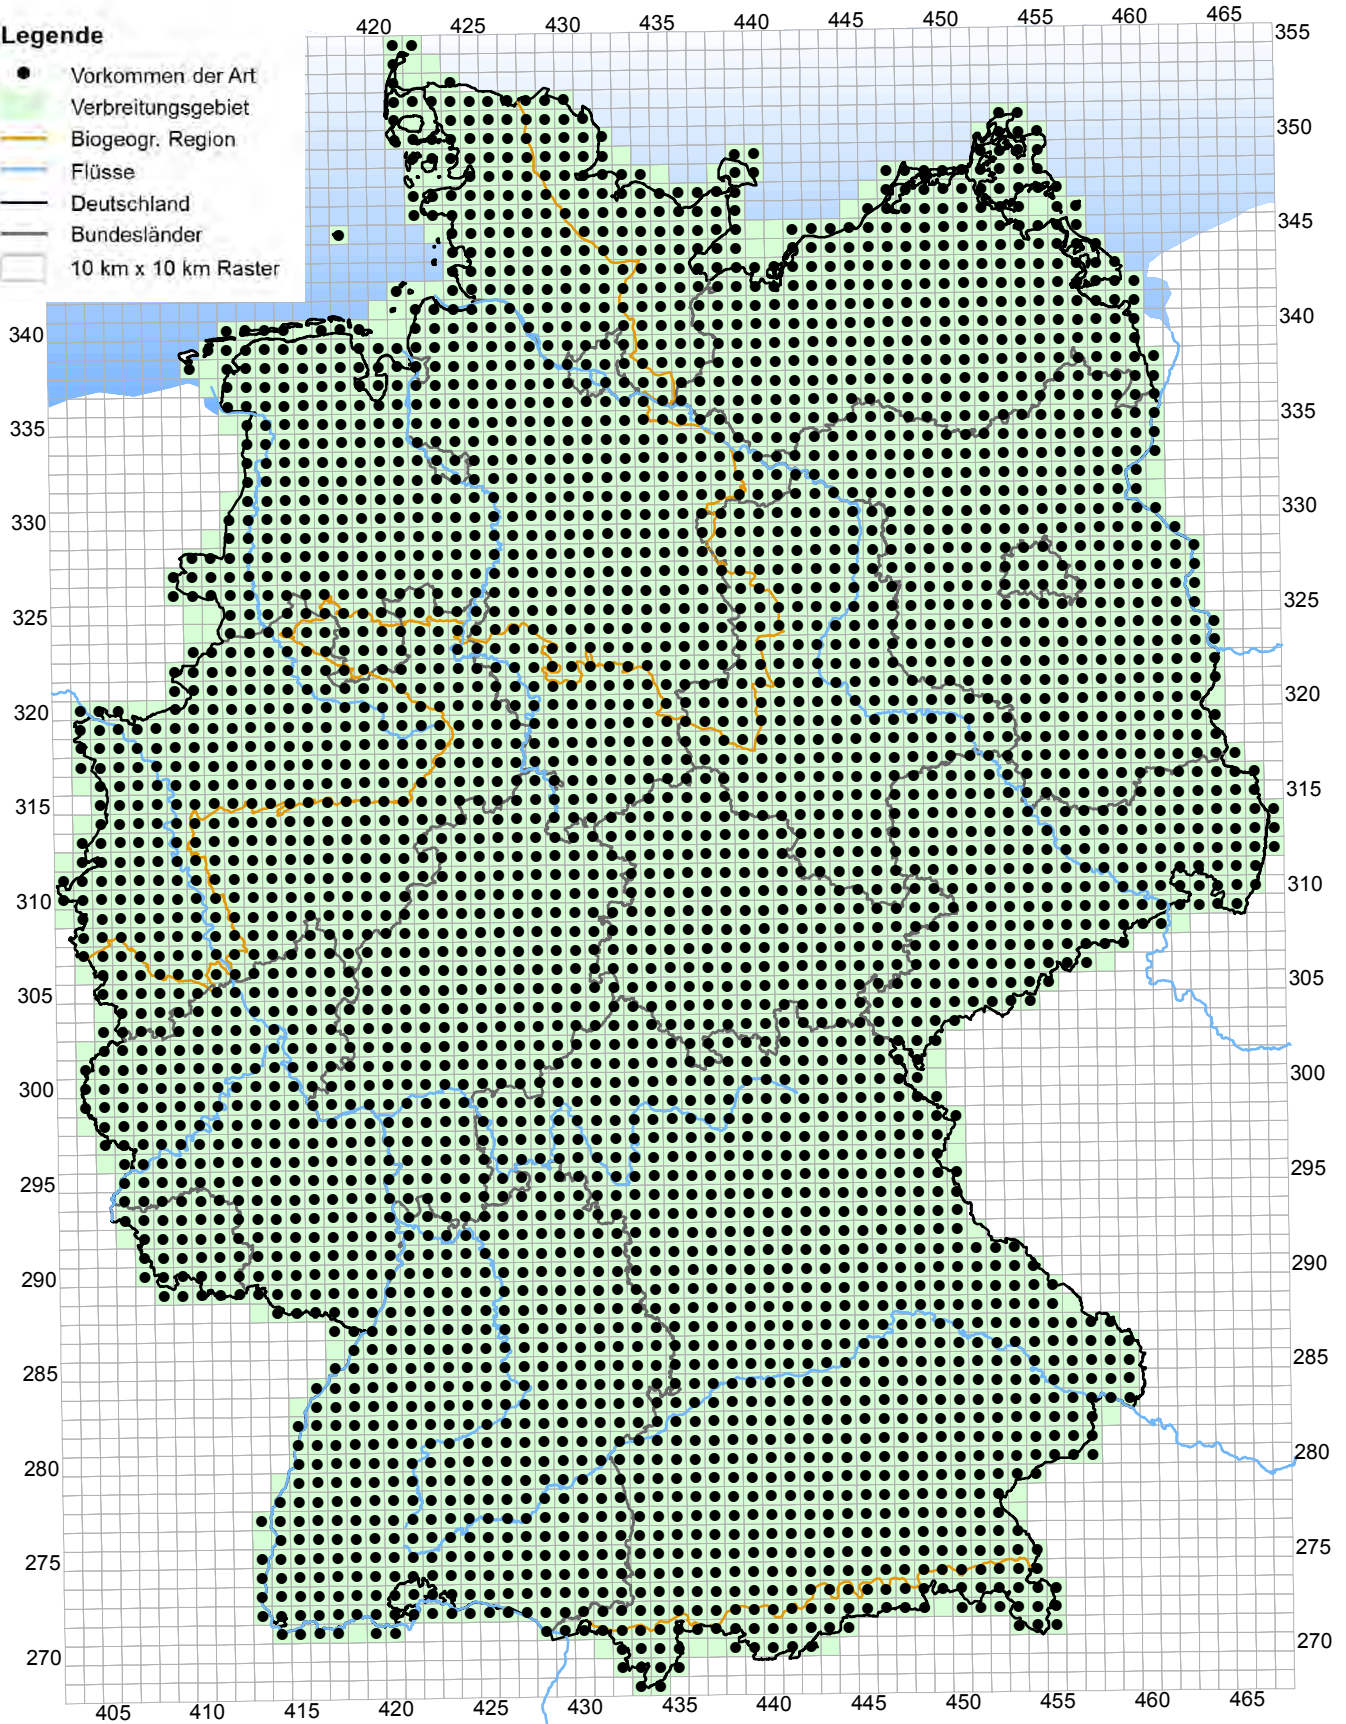 Legende
Vorkommen der Art
Verbreitungsgebiet
Biogeogr. Region
Flüsse
Deutschland
Bundesländer
10 km x 10 km Raster
420 425 430 435 440 445 450 455 460 465
355
350
345
340 340
335 335
330 330
325 325
320 320
315 315
310 310
305 305
300 300
295 295
290 290
285 285
280 280
275 275
270 270
405 410 415 420 425 430 435 440 445 450 455 460 465